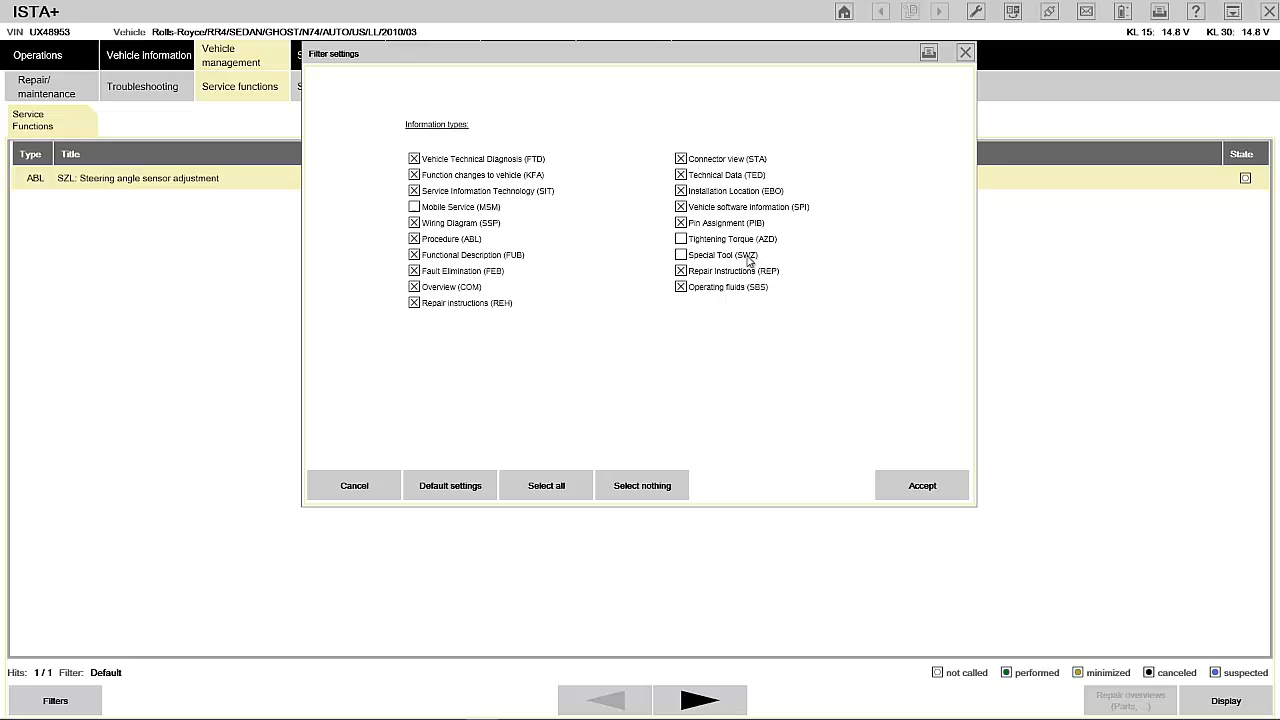 ISTA+
VIN UX48953 Vehicle Rolls-Royce/RR4/SEDAN/GHOST/N74/AUTO/US/LL/2010/03 KL 15: 14.8 V KL 30: 14.8 V
Operations Vehicle Information Vehicle management S
Repair/ maintenance Troubleshooting Service functions S
Service Functions
Type Title State
ABL SZL: Steering angle sensor adjustment
Filter settings
Information types:
Vehicle Technical Diagnosis (FTD) Connector view (STA)
Function changes to vehicle (KFA) Technical Data (TED)
Service Information Technology (SIT) Installation Location (EBO)
Mobile Service (MSM) Vehicle software information (SPI)
Wiring Diagram (SSP) Pin Assignment (PIB)
Procedure (ABL) Tightening Torque (AZD)
Functional Description (FUB) Special Tool (SWZ)
Fault Elimination (FEB) Repair Instructions (REP)
Overview (COM) Operating fluids (SBS)
Repair instructions (REH)
Cancel Default settings Select all Select nothing Accept
Hits: 1 / 1 Filter: Default not called performed minimized canceled suspected
Filters Repair overviews (Parts, ...) Display